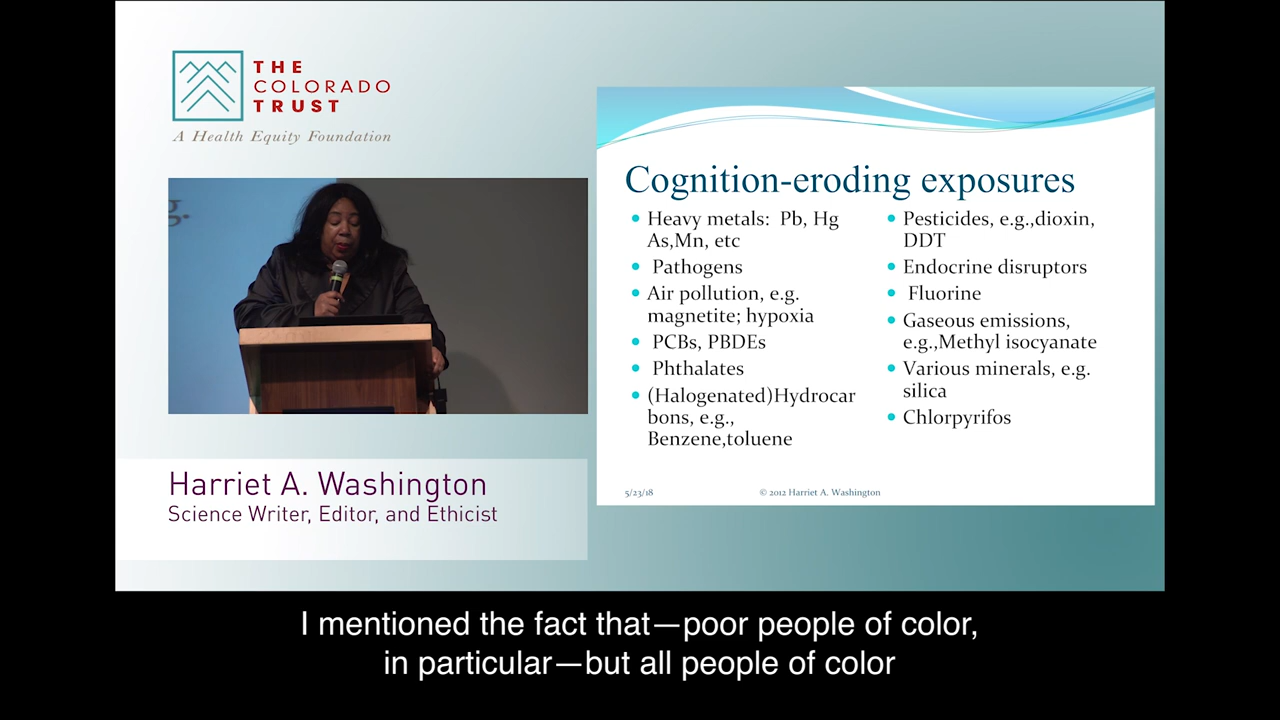 THE
COLORADO
TRUST
A Health Equity Foundation
g.
Harriet A. Washington
Science Writer, Editor, and Ethicist
Cognition-eroding exposures
Heavy metals: Pb, Hg
As,Mn, etc
Pathogens
Air pollution, e.g.
magnetite; hypoxia
PCBs, PBDEs
Phthalates
(Halogenated)Hydrocar
bons, e.g.,
Benzene,toluene
Pesticides, e.g.,dioxin,
DDT
Endocrine disruptors
Fluorine
Gaseous emissions,
e.g.,Methyl isocyanate
Various minerals, e.g.
silica
Chlorpyrifos
5/23/18
© 2012 Harriet A. Washington
I mentioned the fact that—poor people of color,
in particular—but all people of color